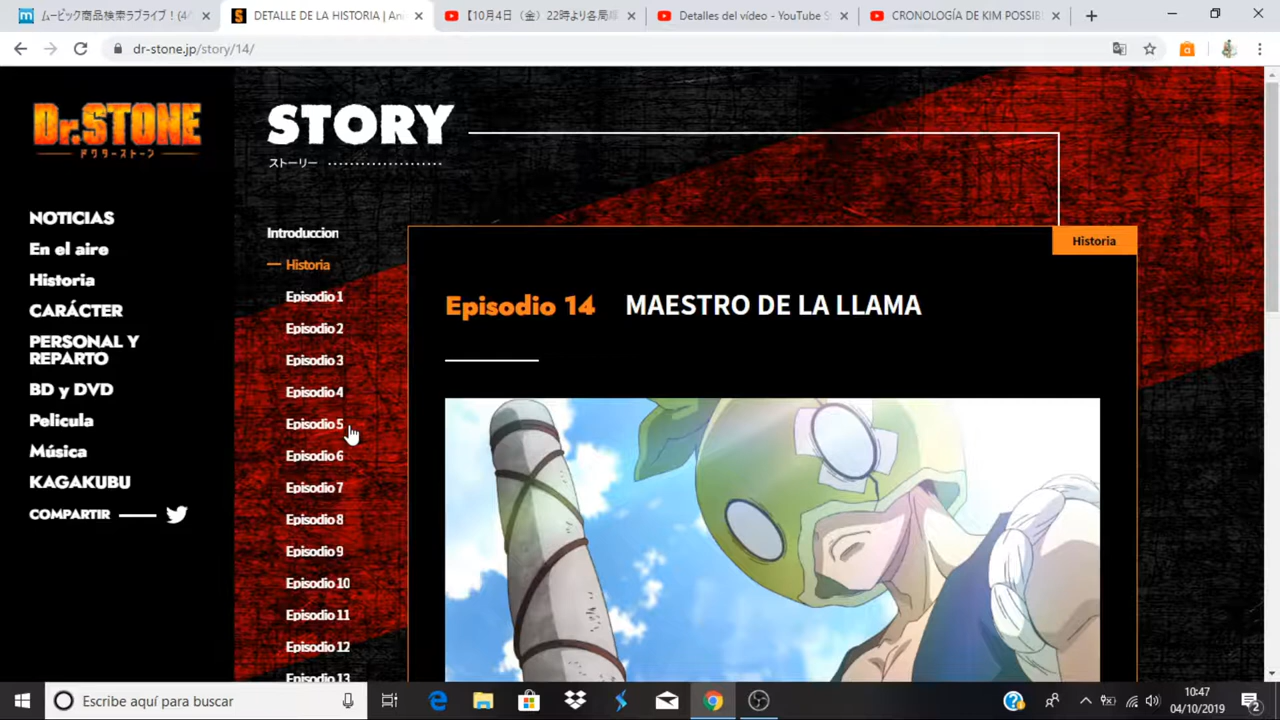 ムービック商品検索ラブライブ！(4/
DETALLE DE LA HISTORIA | An
【10月4日（金）22時より各局
Detalles del vídeo - YouTube S
CRONOLOGÍA DE KIM POSSIB
dr-stone.jp/story/14/
Dr.STONE
ドクターストーン
STORY
ストーリー
NOTICIAS
En el aire
Historia
CARÁCTER
PERSONAL Y
REPARTO
BD y DVD
Pelicula
Música
KAGAKUBU
COMPARTIR
Introduccion
Historia
Episodio 1
Episodio 2
Episodio 3
Episodio 4
Episodio 5
Episodio 6
Episodio 7
Episodio 8
Episodio 9
Episodio 10
Episodio 11
Episodio 12
Episodio 13
Historia
Episodio 14 MAESTRO DE LA LLAMA
Escribe aquí para buscar
10:47
04/10/2019
2